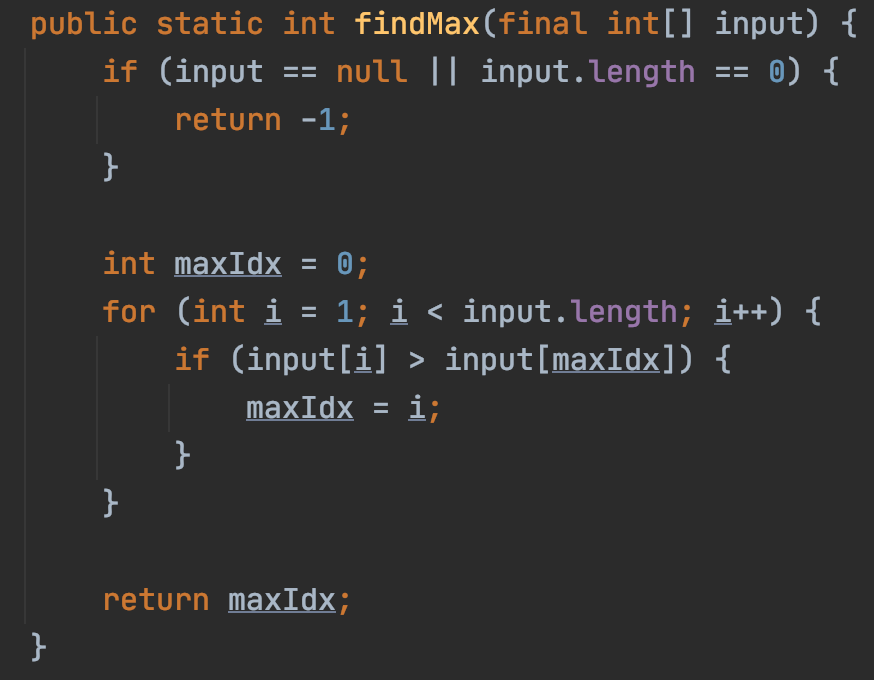 public static int findMax(final int[] input) {
    if (input == null || input.length == 0) {
        return -1;
    }

    int maxIdx = 0;
    for (int i = 1; i < input.length; i++) {
        if (input[i] > input[maxIdx]) {
            maxIdx = i;
        }
    }

    return maxIdx;
}